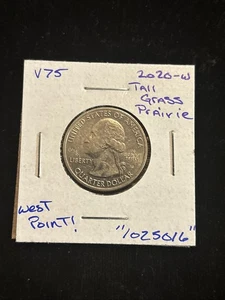 V75
2020-W
Tall
Grass
Prairie
UNITED STATES OF AMERICA
LIBERTY
QUARTER DOLLAR
West
Point!
"1025016"